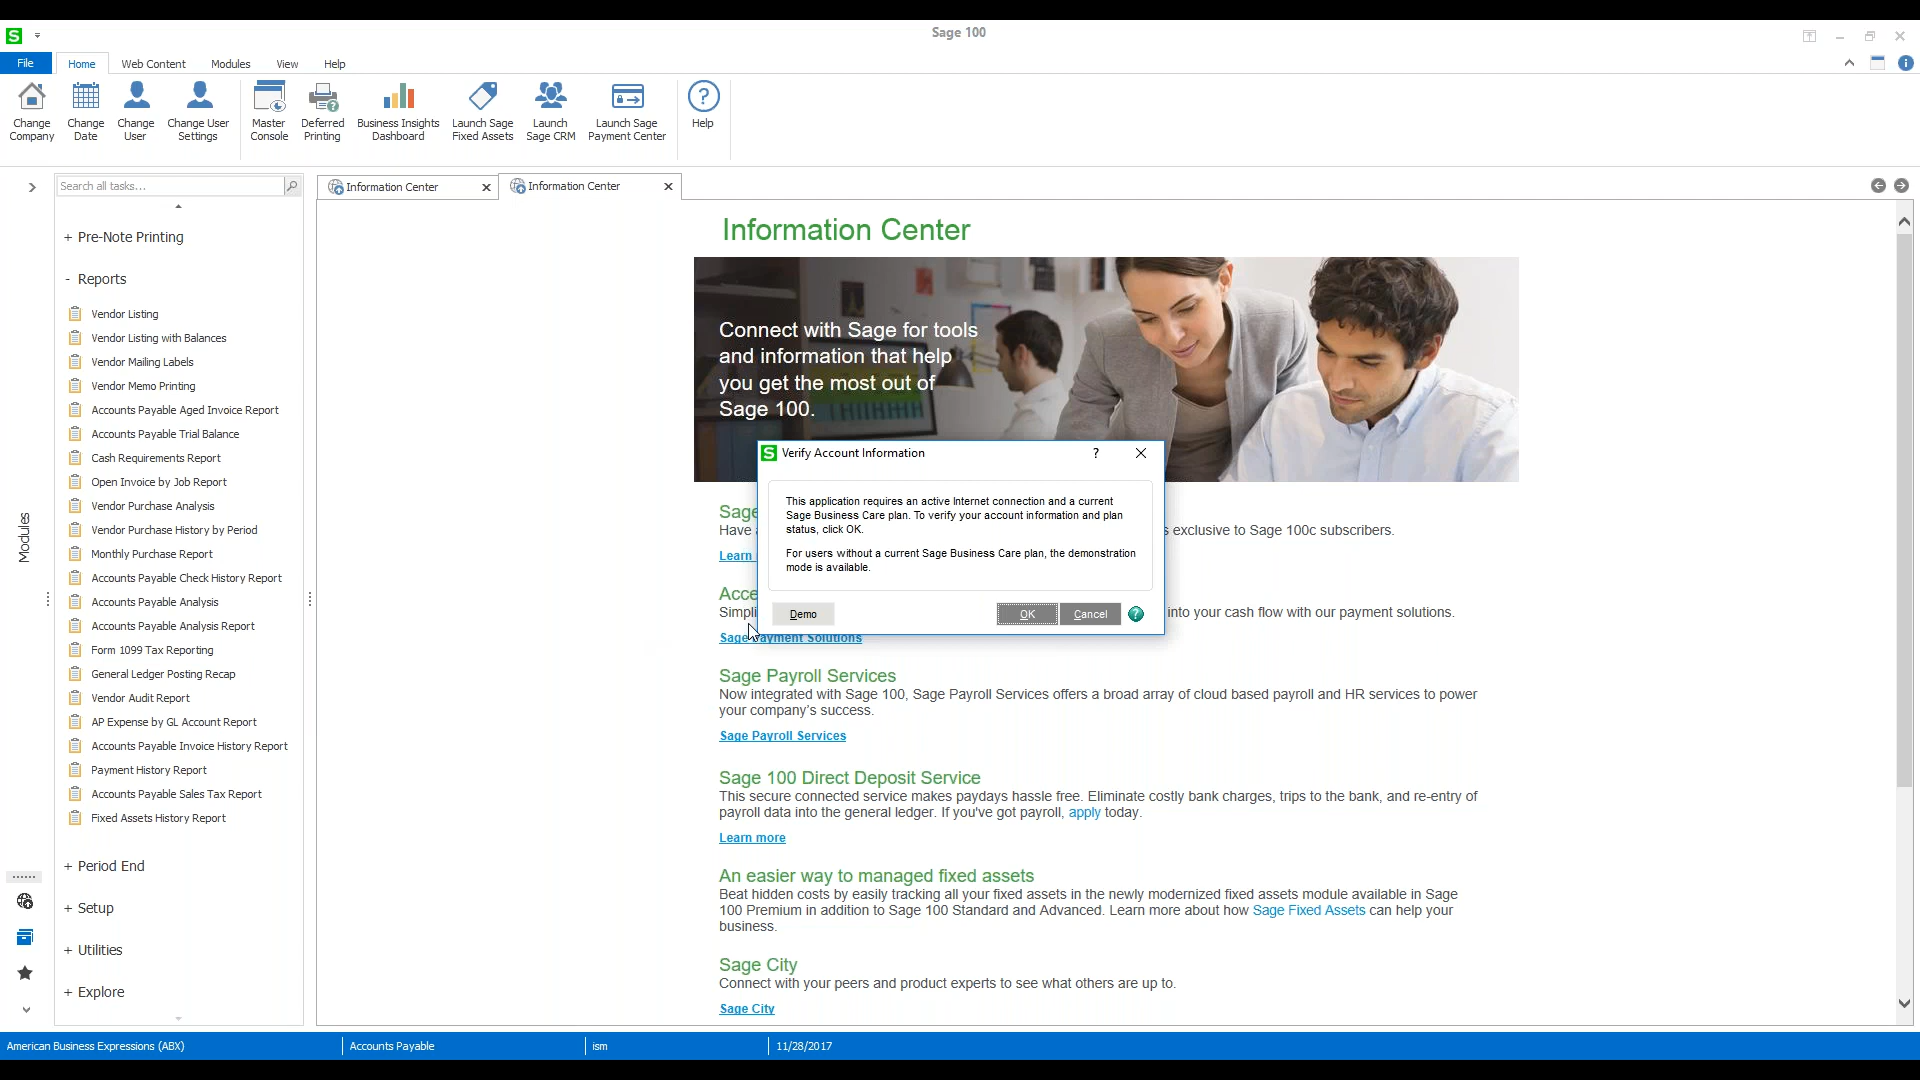 Sage 100
File Home Web Content Modules View Help
Change Company
Change Date
Change User
Change User Settings
Master Console
Deferred Printing
Business Insights Dashboard
Launch Sage Fixed Assets
Launch Sage CRM
Launch Sage Payment Center
Help
Search all tasks...
+ Pre-Note Printing
- Reports
Vendor Listing
Vendor Listing with Balances
Vendor Mailing Labels
Vendor Memo Printing
Accounts Payable Aged Invoice Report
Accounts Payable Trial Balance
Cash Requirements Report
Open Invoice by Job Report
Vendor Purchase Analysis
Vendor Purchase History by Period
Monthly Purchase Report
Accounts Payable Check History Report
Accounts Payable Analysis
Accounts Payable Analysis Report
Form 1099 Tax Reporting
General Ledger Posting Recap
Vendor Audit Report
AP Expense by GL Account Report
Accounts Payable Invoice History Report
Payment History Report
Accounts Payable Sales Tax Report
Fixed Assets History Report
+ Period End
+ Setup
+ Utilities
+ Explore
Modules
Information Center
Information Center
Information Center
Connect with Sage for tools
and information that help
you get the most out of
Sage 100.
Verify Account Information
This application requires an active Internet connection and a current
Sage Business Care plan. To verify your account information and plan
status, click OK.
For users without a current Sage Business Care plan, the demonstration
mode is available.
Demo OK Cancel
Sage
Have
exclusive to Sage 100c subscribers.
Learn
Acce
Simpli
into your cash flow with our payment solutions.
Sage Payment Solutions
Sage Payroll Services
Now integrated with Sage 100, Sage Payroll Services offers a broad array of cloud based payroll and HR services to power
your company's success.
Sage Payroll Services
Sage 100 Direct Deposit Service
This secure connected service makes paydays hassle free. Eliminate costly bank charges, trips to the bank, and re-entry of
payroll data into the general ledger. If you've got payroll, apply today.
Learn more
An easier way to managed fixed assets
Beat hidden costs by easily tracking all your fixed assets in the newly modernized fixed assets module available in Sage
100 Premium in addition to Sage 100 Standard and Advanced. Learn more about how Sage Fixed Assets can help your
business.
Sage City
Connect with your peers and product experts to see what others are up to.
Sage City
American Business Expressions (ABX) Accounts Payable ism 11/28/2017